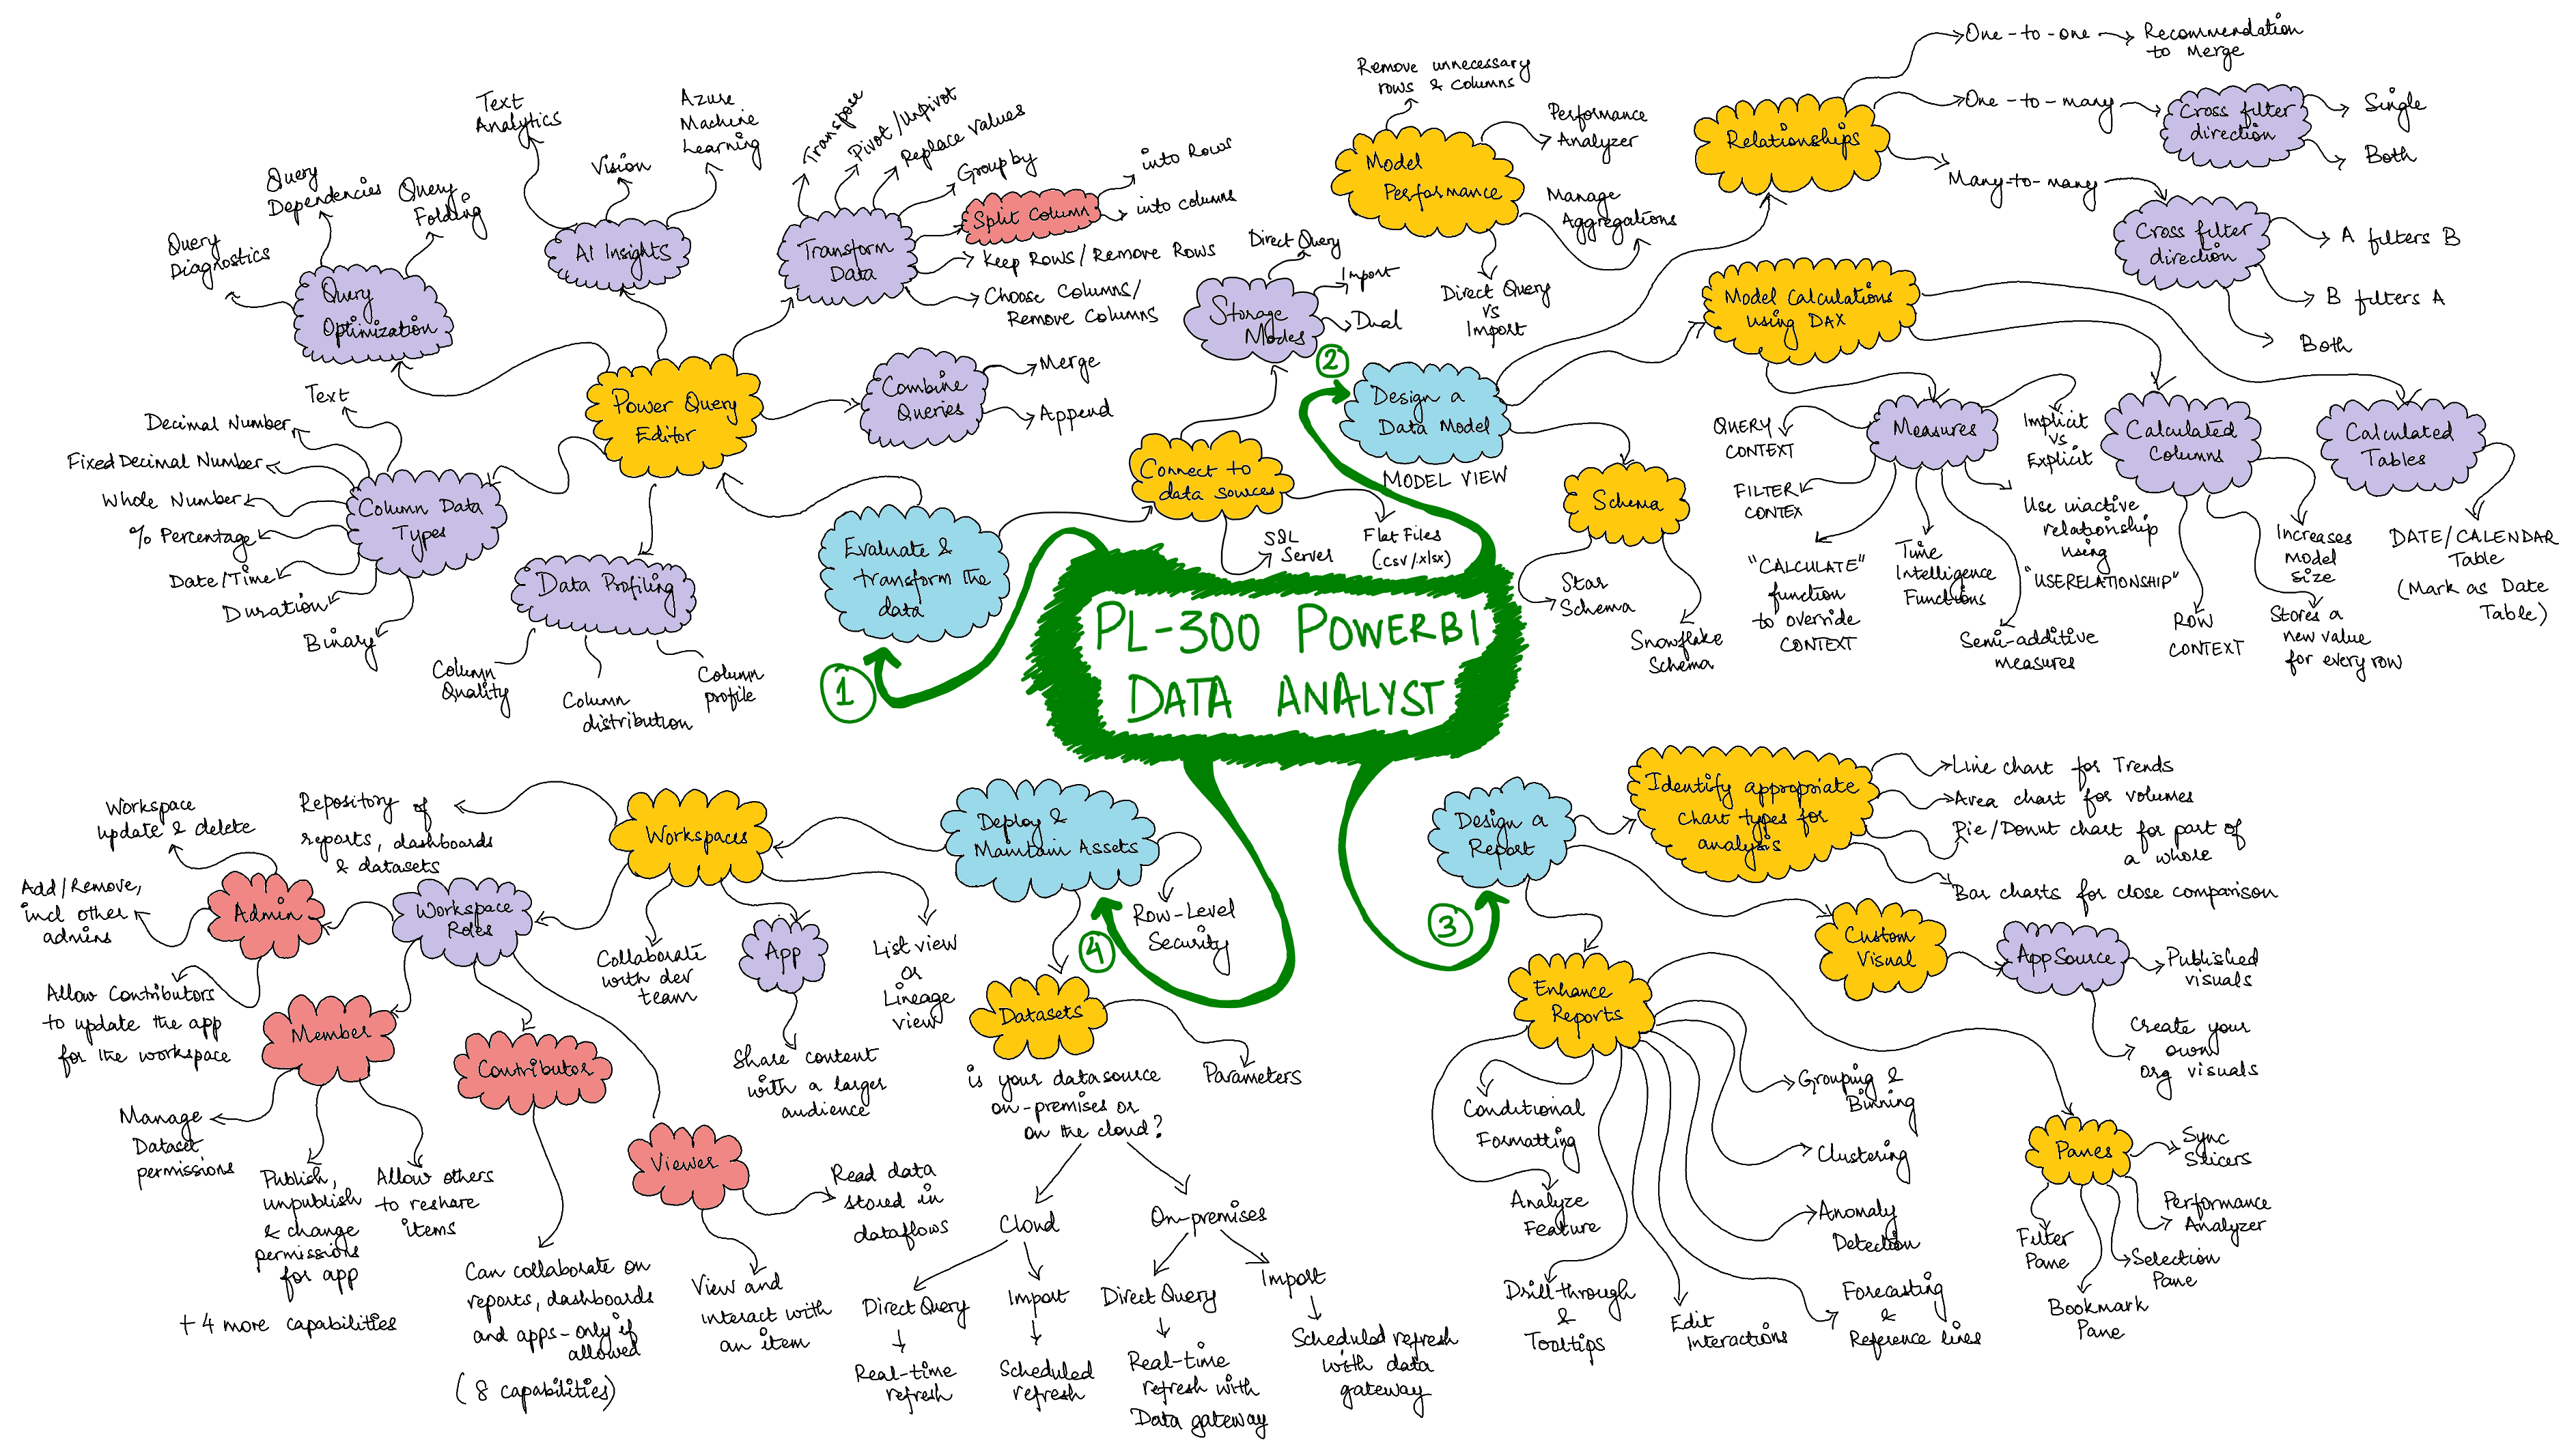 PL-300 POWERBI
DATA ANALYST
1
Evaluate &
transform the
data
Power Query
Editor
Query
Optimization
Query
Diagnostics
Query
Dependencies
Query
Folding
AI Insights
Text
Analytics
Vision
Azure
Machine
Learning
Transform
Data
Transpose
Pivot/Unpivot
Replace Values
Group by
Split Column
into Rows
into columns
Keep Rows/Remove Rows
Choose Columns/
Remove Columns
Combine
Queries
Merge
Append
Column Data
Types
Text
Decimal Number
Fixed Decimal Number
Whole Number
% Percentage
Date/Time
Duration
Binary
Data Profiling
Column
Quality
Column
distribution
Column
profile
Connect to
data sources
Storage
Modes
Direct Query
Import
Dual
SQL
Server
Flat Files
(.csv/.xlsx)
2
Design a
Data Model
MODEL VIEW
Model
Performance
Remove unnecessary
rows & columns
Performance
Analyzer
Manage
Aggregations
Direct Query
vs
Import
Relationships
One-to-one
Recommendation
to Merge
One-to-many
Cross filter
direction
Single
Both
Many-to-many
Cross filter
direction
A filters B
B filters A
Both
Model Calculations
using DAX
Measures
QUERY
CONTEXT
FILTER
CONTEX
"CALCULATE"
function
to override
CONTEXT
Time
Intelligence
Functions
Semi-additive
measures
Use inactive
relationship
using
"USERELATIONSHIP"
Implicit
vs
Explicit
Calculated
Columns
ROW
CONTEXT
Increases
Model
Size
Stores a
new value
for every row
Calculated
Tables
DATE/CALENDAR
Table
(Mark as Date
Table)
Schema
Star
Schema
Snowflake
Schema
3
Design a
Report
Identify appropriate
chart types for
analysis
Line chart for Trends
Area chart for volumes
Pie/Donut chart for part of
a whole
Bar charts for close comparison
Custom
Visual
AppSource
Published
visuals
Create your
own
org visuals
Enhance
Reports
Conditional
Formatting
Analyze
Feature
Drill-through
&
Tooltips
Edit
Interactions
Forecasting
&
Reference lines
Anomaly
Detection
Clustering
Grouping &
Binning
Panes
Sync
Slicers
Performance
Analyzer
Selection
Pane
Bookmark
Pane
Filter
Pane
4
Deploy &
Maintain Assets
Row-Level
Security
Datasets
Parameters
is your datasource
on-premises or
on the cloud?
Cloud
Direct Query
Real-time
refresh
Import
Scheduled
refresh
On-premises
Direct Query
Real-time
refresh with
Data gateway
Import
Scheduled refresh
with data
gateway
Workspaces
Repository of
reports, dashboards
& datasets
Collaborate
with dev
team
App
Share content
with a larger
audience
List view
or
Lineage
view
Workspace
Roles
Admin
Workspace
update & delete
Add/Remove,
incl other
admins
Allow Contributors
to update the app
for the workspace
Member
Manage
Dataset
permissions
Publish,
unpublish
& change
permissions
for app
Allow others
to reshare
items
+ 4 more capabilities
Contributor
Can collaborate on
reports, dashboards
and apps - only if
allowed
(8 capabilities)
Viewer
Read data
stored in
dataflows
View and
interact with
an item